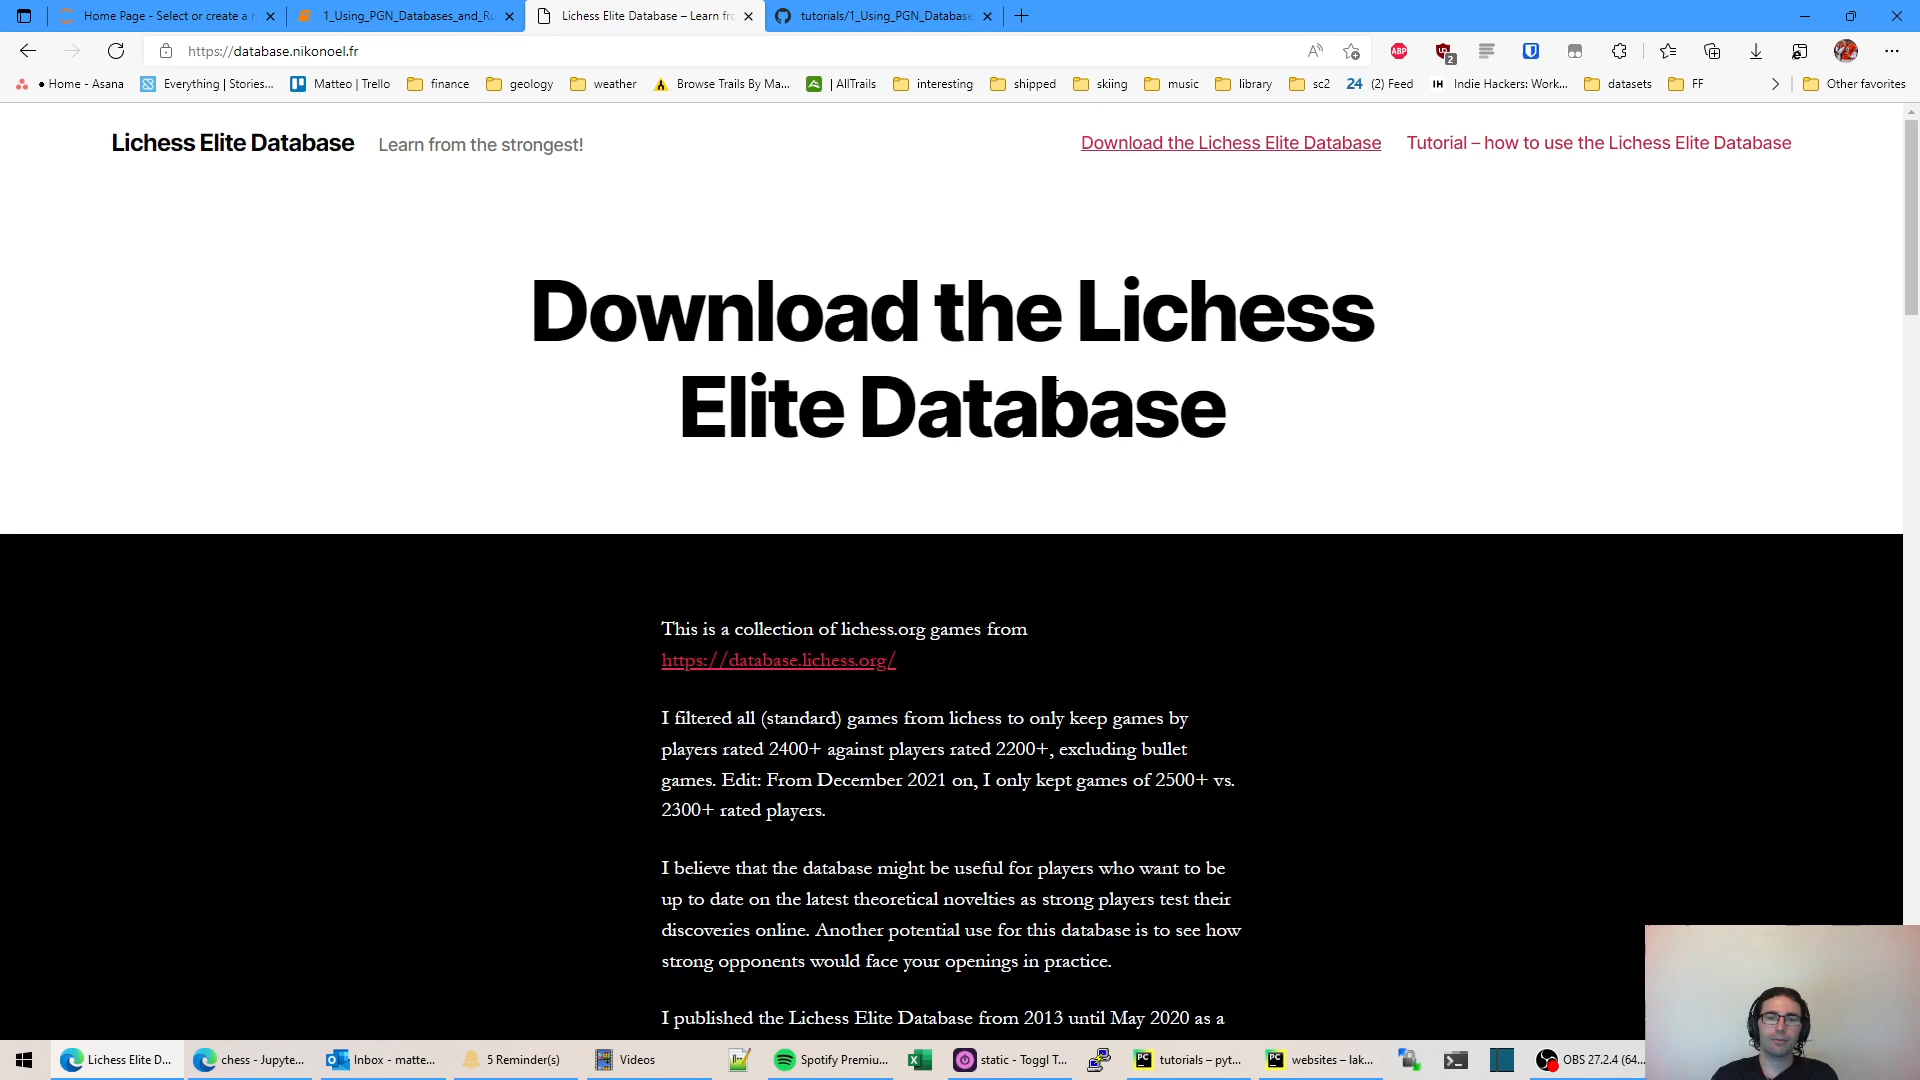 Home Page - Select or create a n
1_Using_PGN_Databases_and_Ru
Lichess Elite Database – Learn fro
tutorials/1_Using_PGN_Database
https://database.nikonoel.fr
ABP
2
• Home - Asana
Everything | Stories...
Matteo | Trello
finance
geology
weather
Browse Trails By Ma...
| AllTrails
interesting
shipped
skiing
music
library
sc2
24
(2) Feed
IH
Indie Hackers: Work...
datasets
FF
Other favorites
Lichess Elite Database
Learn from the strongest!
Download the Lichess Elite Database
Tutorial – how to use the Lichess Elite Database
Download the Lichess
Elite Database
This is a collection of lichess.org games from
https://database.lichess.org/
I filtered all (standard) games from lichess to only keep games by
players rated 2400+ against players rated 2200+, excluding bullet
games. Edit: From December 2021 on, I only kept games of 2500+ vs.
2300+ rated players.
I believe that the database might be useful for players who want to be
up to date on the latest theoretical novelties as strong players test their
discoveries online. Another potential use for this database is to see how
strong opponents would face your openings in practice.
I published the Lichess Elite Database from 2013 until May 2020 as a
Lichess Elite D...
chess - Jupyte...
Inbox - matte...
5 Reminder(s)
Videos
Spotify Premiu...
static - Toggl T...
tutorials – pyt...
websites – lak...
OBS 27.2.4 (64...